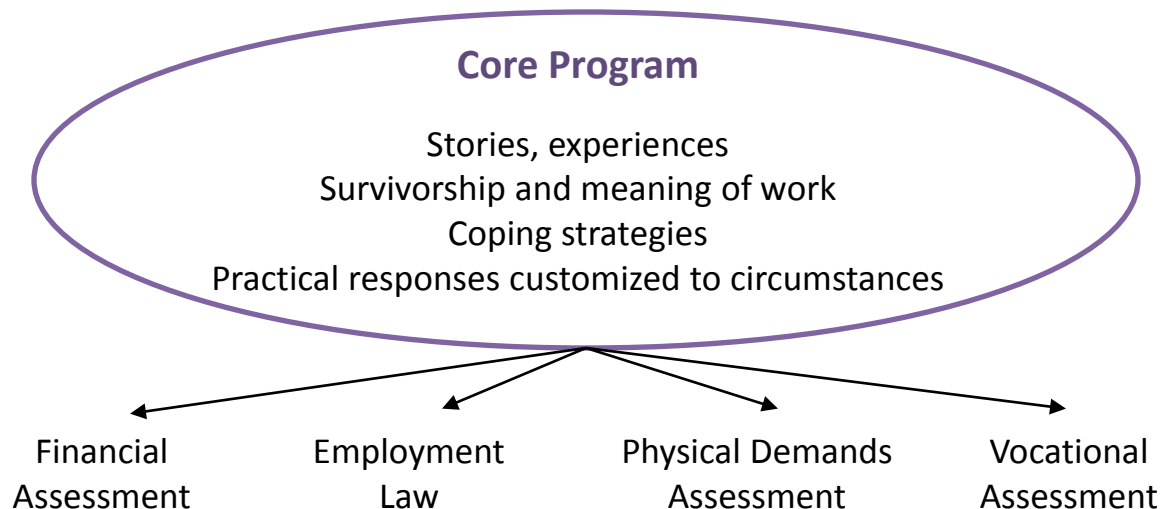 Core Program
Stories, experiences
Survivorship and meaning of work
Coping strategies
Practical responses customized to circumstances
Financial
Assessment
Employment
Law
Physical Demands
Assessment
Vocational
Assessment